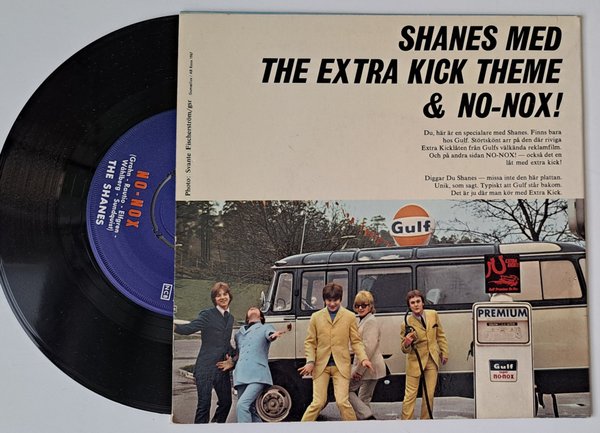 SHANES MED
THE EXTRA KICK THEME
& NO-NOX!
Du, här är en specialare med Shanes. Finns bara
hos Gulf. Störtskönt arr på den där riviga
Extra Kicklåten från Gulfs välkända reklamfilm.
Och på andra sidan NO-NOX! — också det en
låt med extra kick!
Diggar Du Shanes — missa inte den här plattan.
Unik, som sagt. Typiskt att Gulf står bakom.
Det är ju där man kör med Extra Kick.
Photo: Svante Fischerström/gsr
NO-NOX
THE SHANES
Gulf
PREMIUM
Gulf
NO-NOX